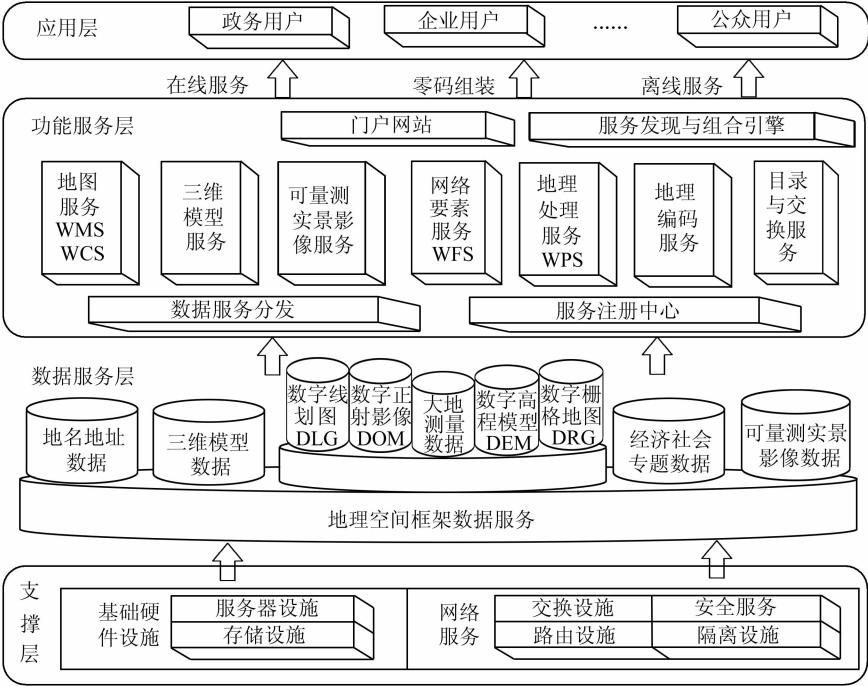 应用层
政务用户
企业用户
……
公众用户
在线服务
零码组装
离线服务
功能服务层
门户网站
服务发现与组合引擎
地图
服务
WMS
WCS
三维
模型
服务
可量测
实景影
像服务
网络
要素
服务
WFS
地理
处理
服务
WPS
地理
编码
服务
目录
与交
换服
务
数据服务分发
服务注册中心
数据服务层
地名地址
数据
三维模型
数据
数字线
划图
DLG
数字正
射影像
DOM
大地
测量
数据
数字高
程模型
DEM
数字栅
格地图
DRG
经济社会
专题数据
可量测实景
影像数据
地理空间框架数据服务
支
撑
层
基础硬
件设施
服务器设施
存储设施
网络
服务
交换设施
安全服务
路由设施
隔离设施